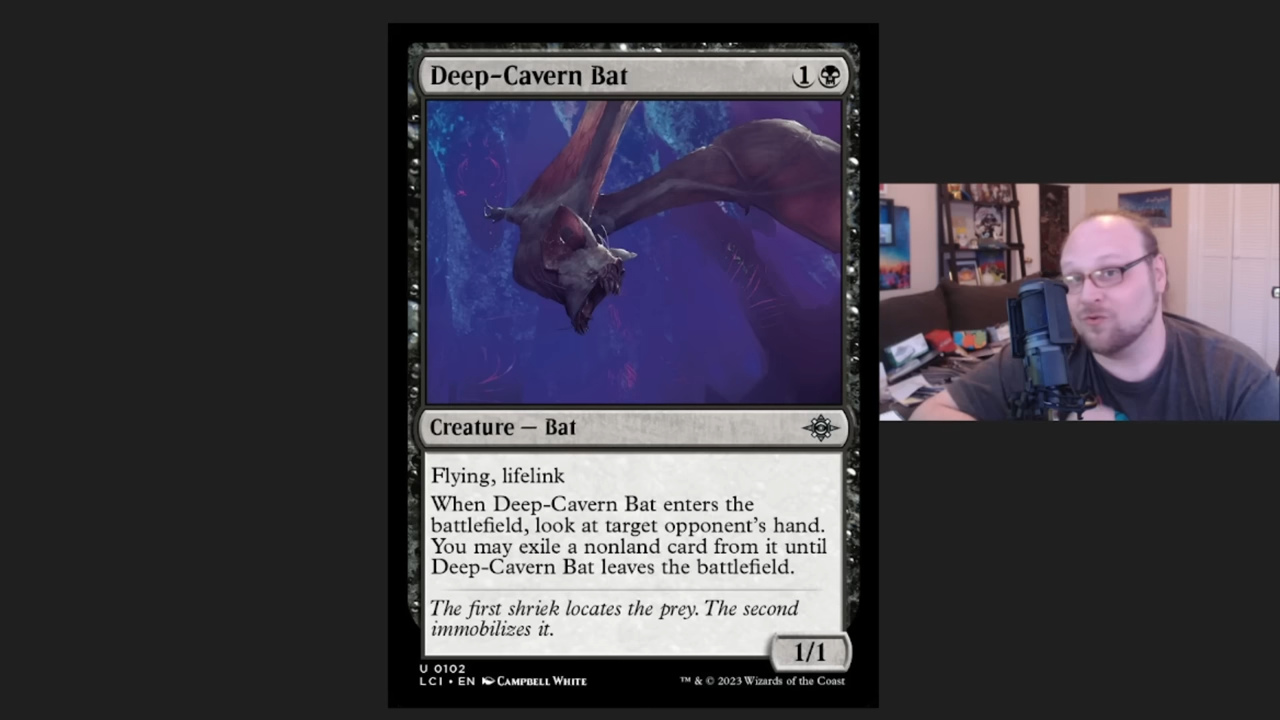 Deep-Cavern Bat 1
Creature — Bat
Flying, lifelink
When Deep-Cavern Bat enters the
battlefield, look at target opponent's hand.
You may exile a nonland card from it until
Deep-Cavern Bat leaves the battlefield.
The first shriek locates the prey. The second
immobilizes it.
1/1
U 0102
LCI • EN CAMPBELL WHITE
™ & © 2023 Wizards of the Coast